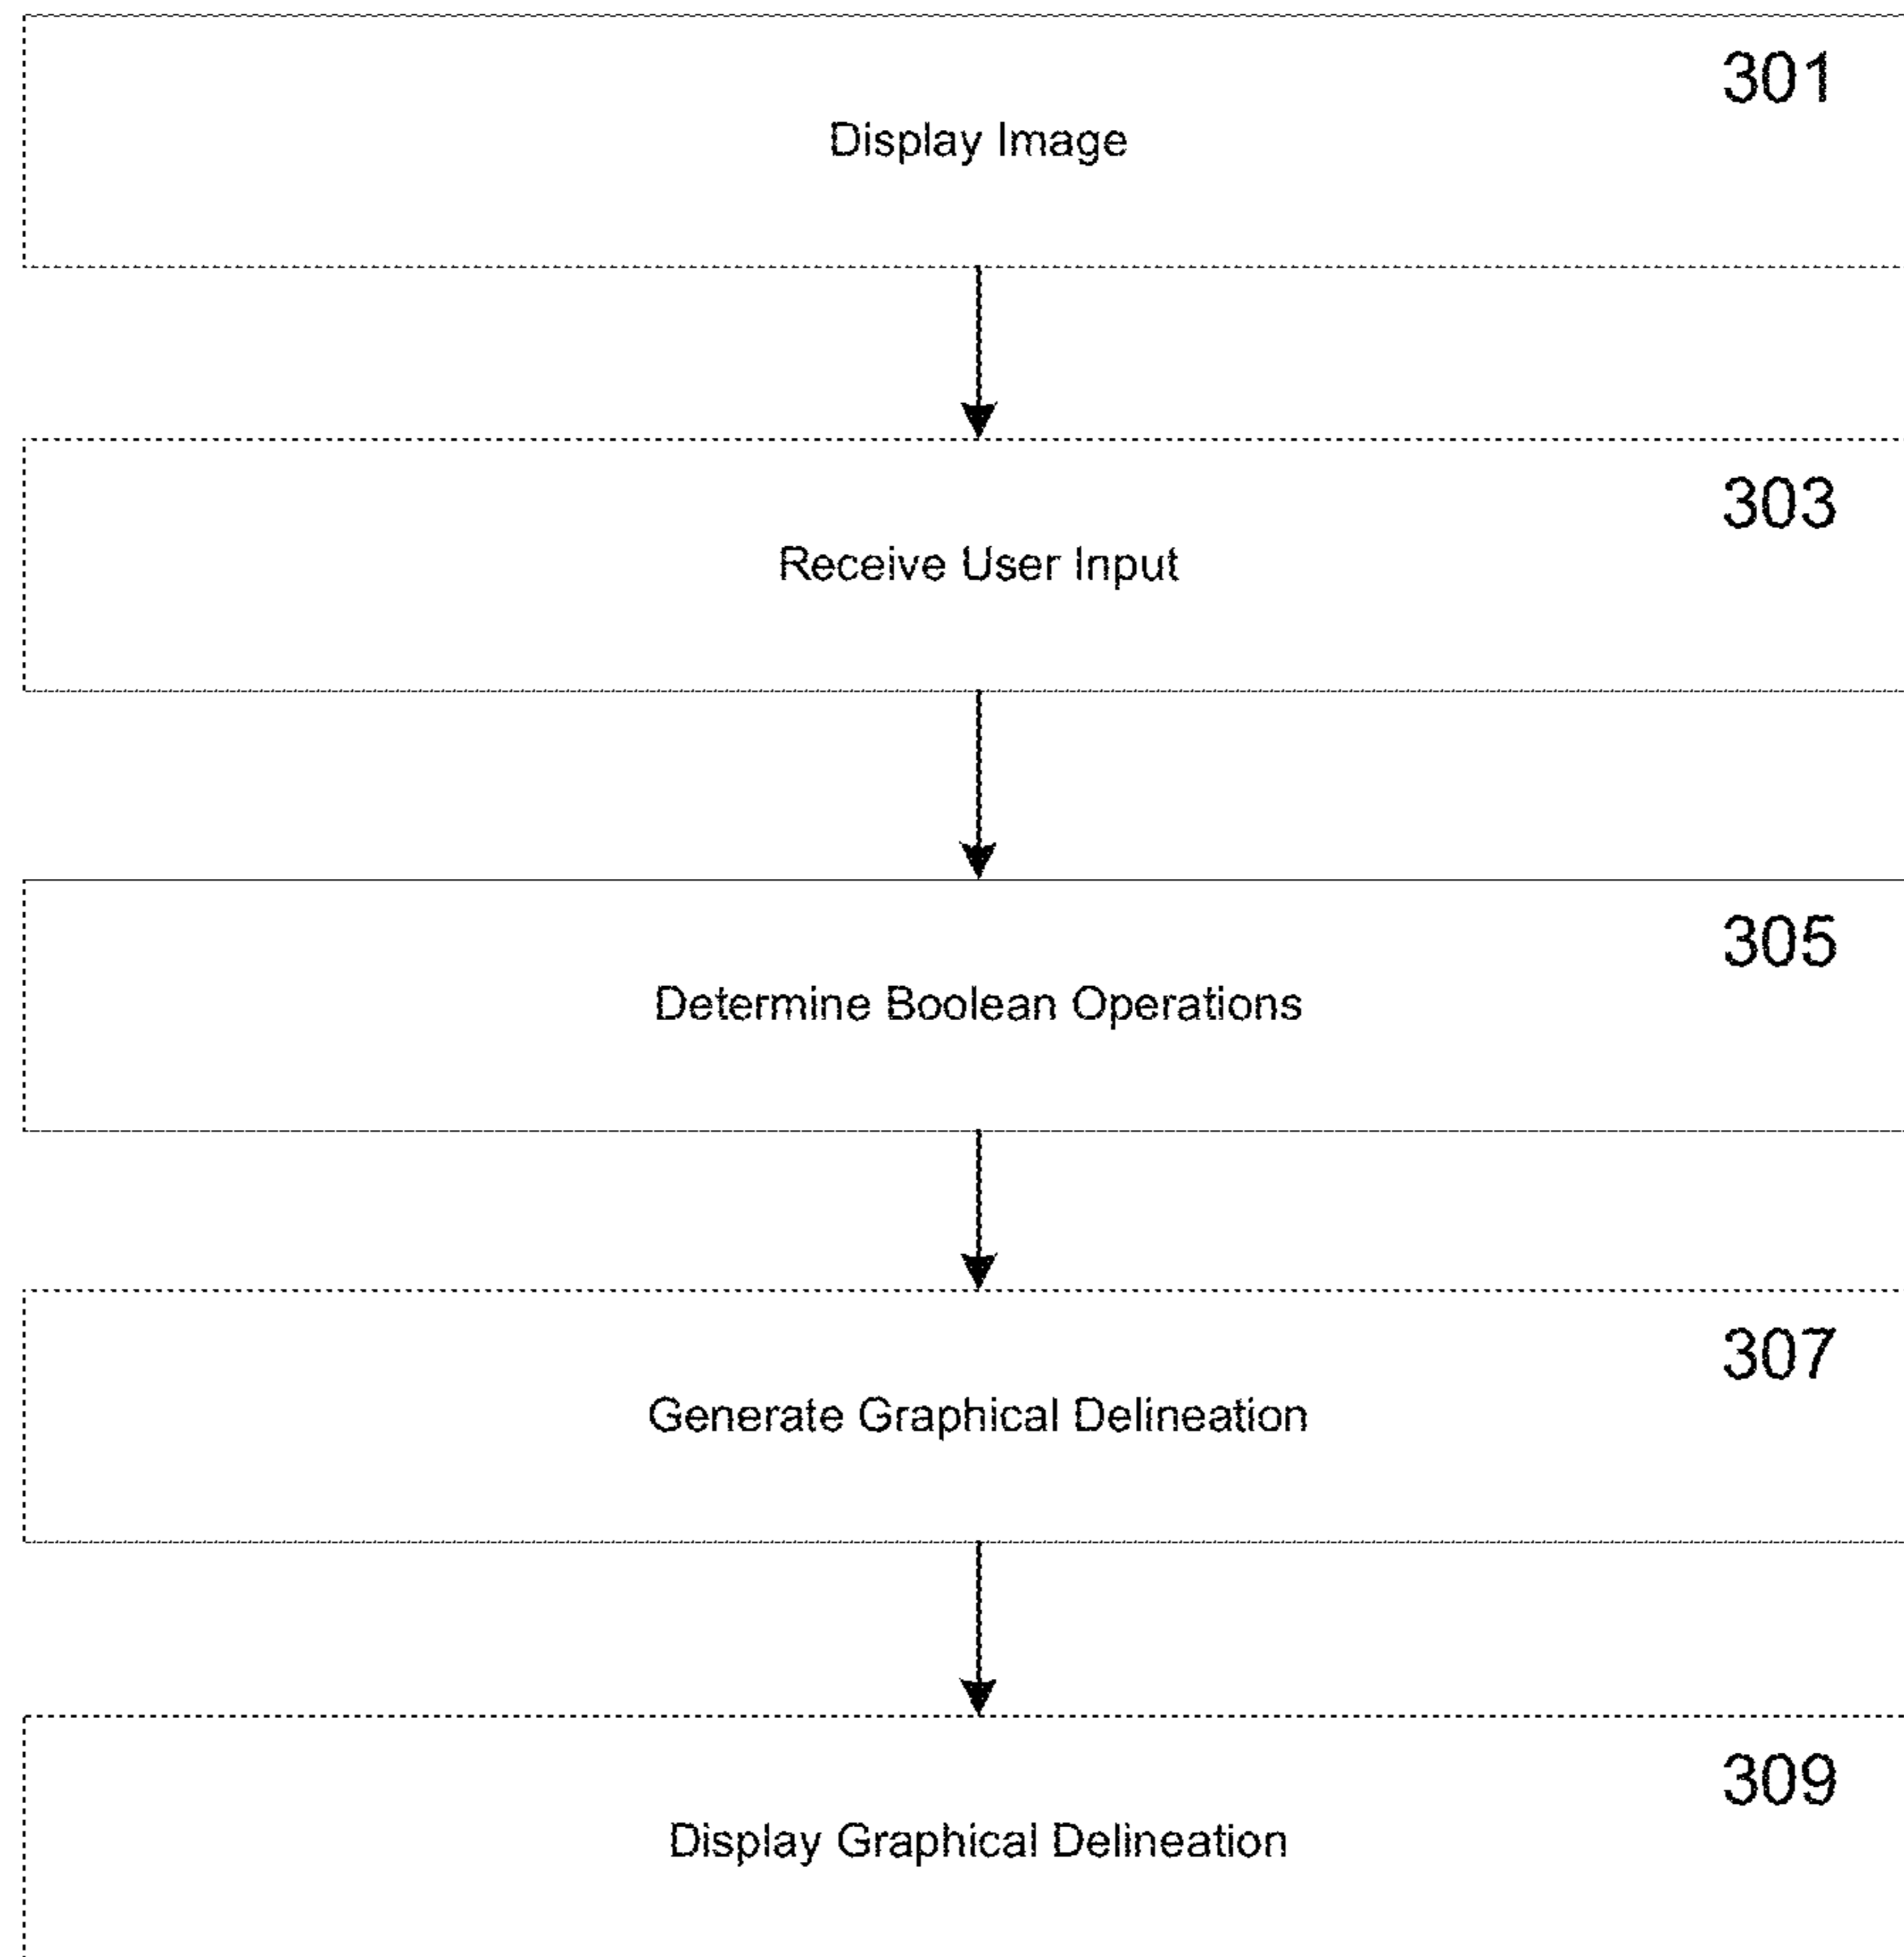 301
Display Image
303
Receive User Input
305
Determine Boolean Operations
307
Generate Graphical Delineation
309
Display Graphical Delineation